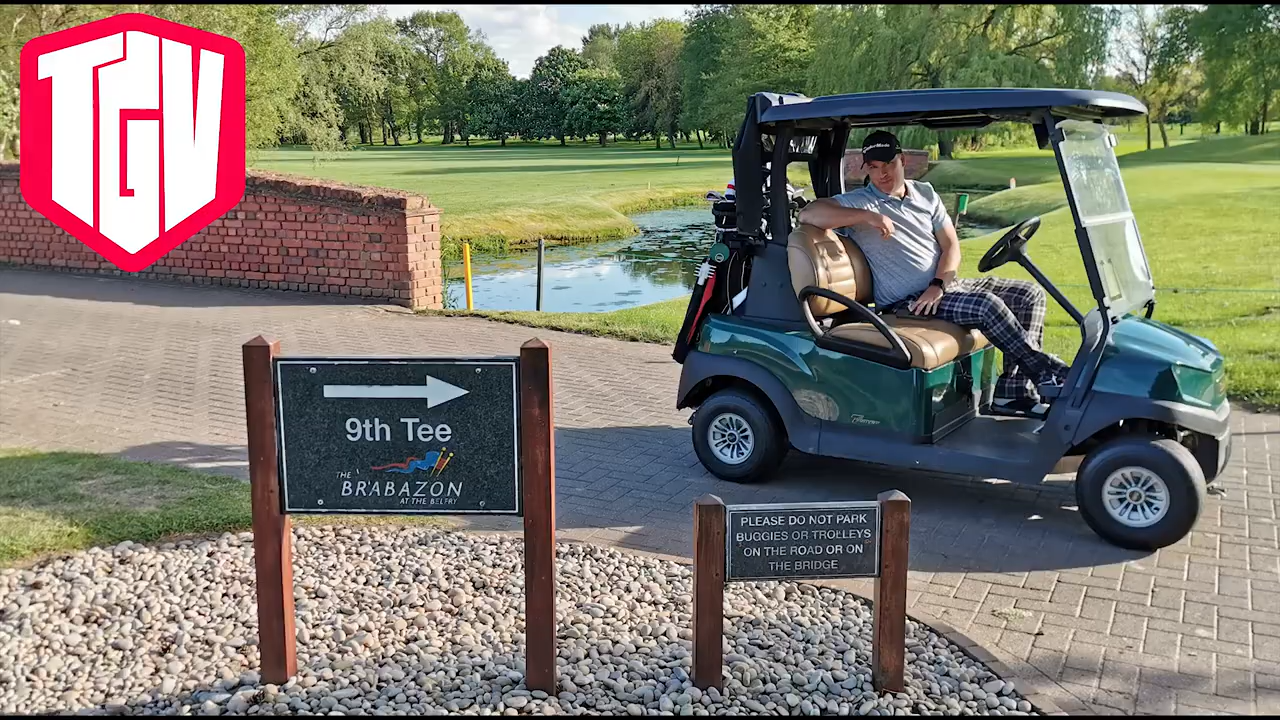 TGV
TaylorMade
9th Tee
THE
BRABAZON
AT THE BELFRY
PLEASE DO NOT PARK
BUGGIES OR TROLLEYS
ON THE ROAD OR ON
THE BRIDGE